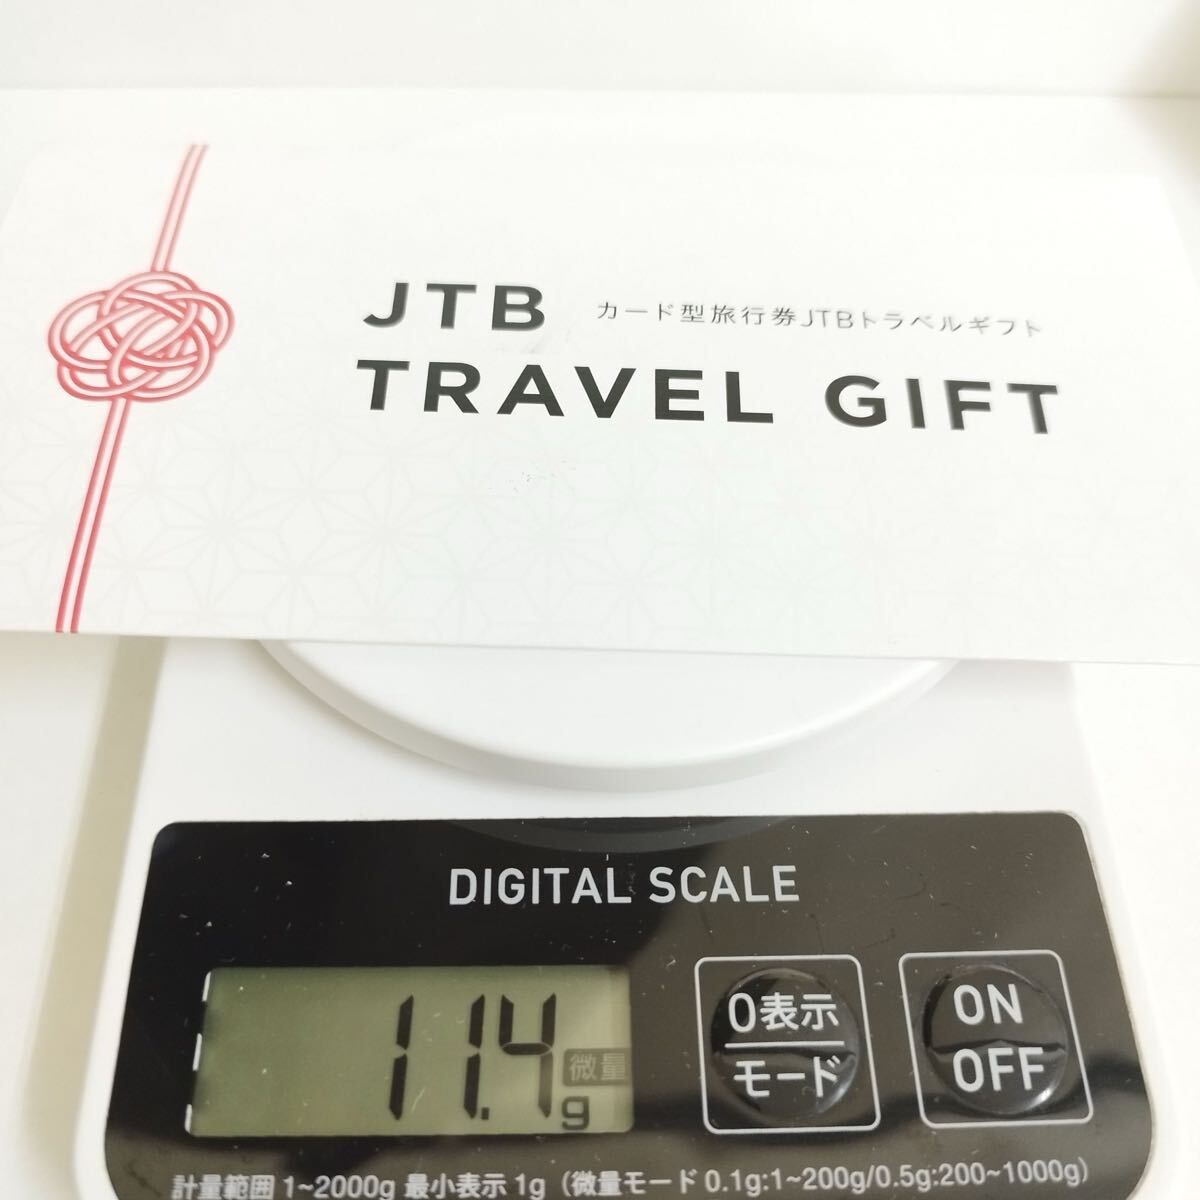 JTB カード型旅行券JTBトラベルギフト
TRAVEL GIFT
DIGITAL SCALE
11.4 微量 g
0表示
モード
ON
OFF
計量範囲 1~2000g 最小表示 1g（微量モード 0.1g:1~200g/0.5g:200~1000g）